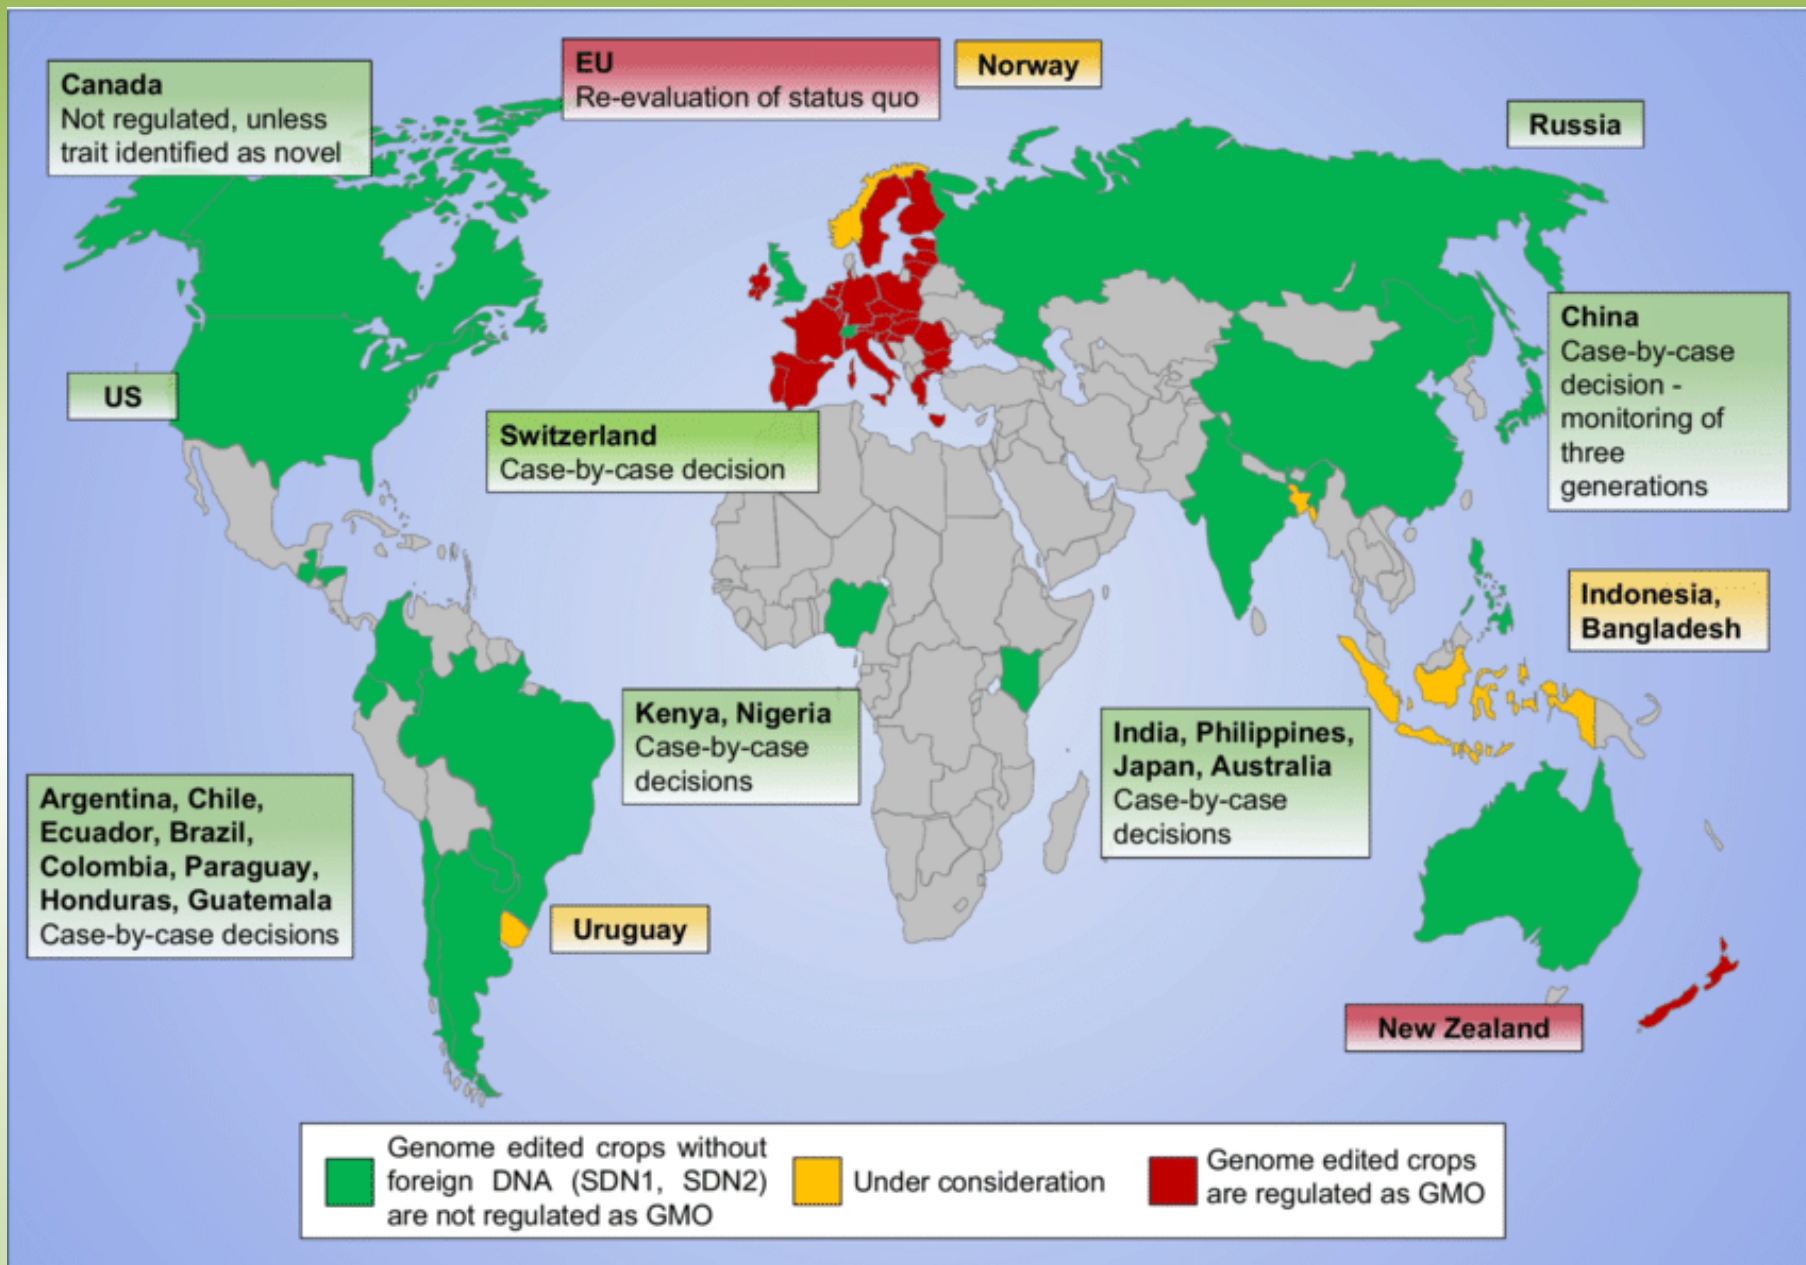 Canada
Not regulated, unless
trait identified as novel
EU
Re-evaluation of status quo
Norway
Russia
US
Switzerland
Case-by-case decision
China
Case-by-case
decision -
monitoring of
three
generations
Indonesia,
Bangladesh
Kenya, Nigeria
Case-by-case
decisions
India, Philippines,
Japan, Australia
Case-by-case
decisions
Argentina, Chile,
Ecuador, Brazil,
Colombia, Paraguay,
Honduras, Guatemala
Case-by-case decisions
Uruguay
New Zealand
Genome edited crops without
foreign DNA (SDN1, SDN2)
are not regulated as GMO
Under consideration
Genome edited crops
are regulated as GMO